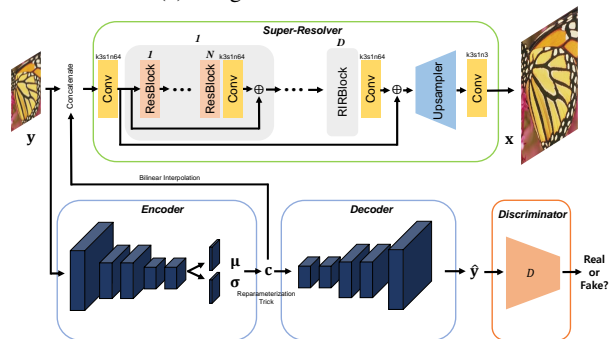 Super-Resolver
I
D
k3s1n64
1
N
k3s1n64
k3s1n64
k3s1n3
Concatenate
Conv
ResBlock
ResBlock
Conv
RIRBlock
Conv
Upsampler
Conv
y
x
Bilinear Interpolation
Encoder
Decoder
Discriminator
μ
σ
c
Reparameterization
Trick
ŷ
D
Real
or
Fake?